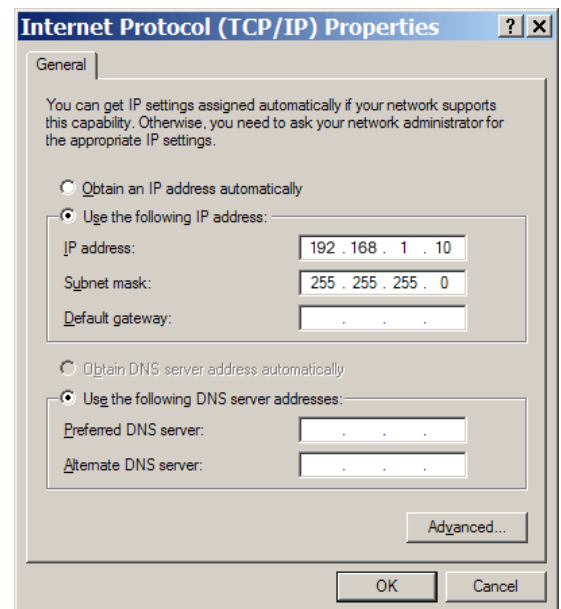 Internet Protocol (TCP/IP) Properties ? X
General
You can get IP settings assigned automatically if your network supports
this capability. Otherwise, you need to ask your network administrator for
the appropriate IP settings.
Obtain an IP address automatically
Use the following IP address:
IP address: 192 . 168 . 1 . 10
Subnet mask: 255 . 255 . 255 . 0
Default gateway: . . .
Obtain DNS server address automatically
Use the following DNS server addresses:
Preferred DNS server: . . .
Alternate DNS server: . . .
Advanced...
OK Cancel